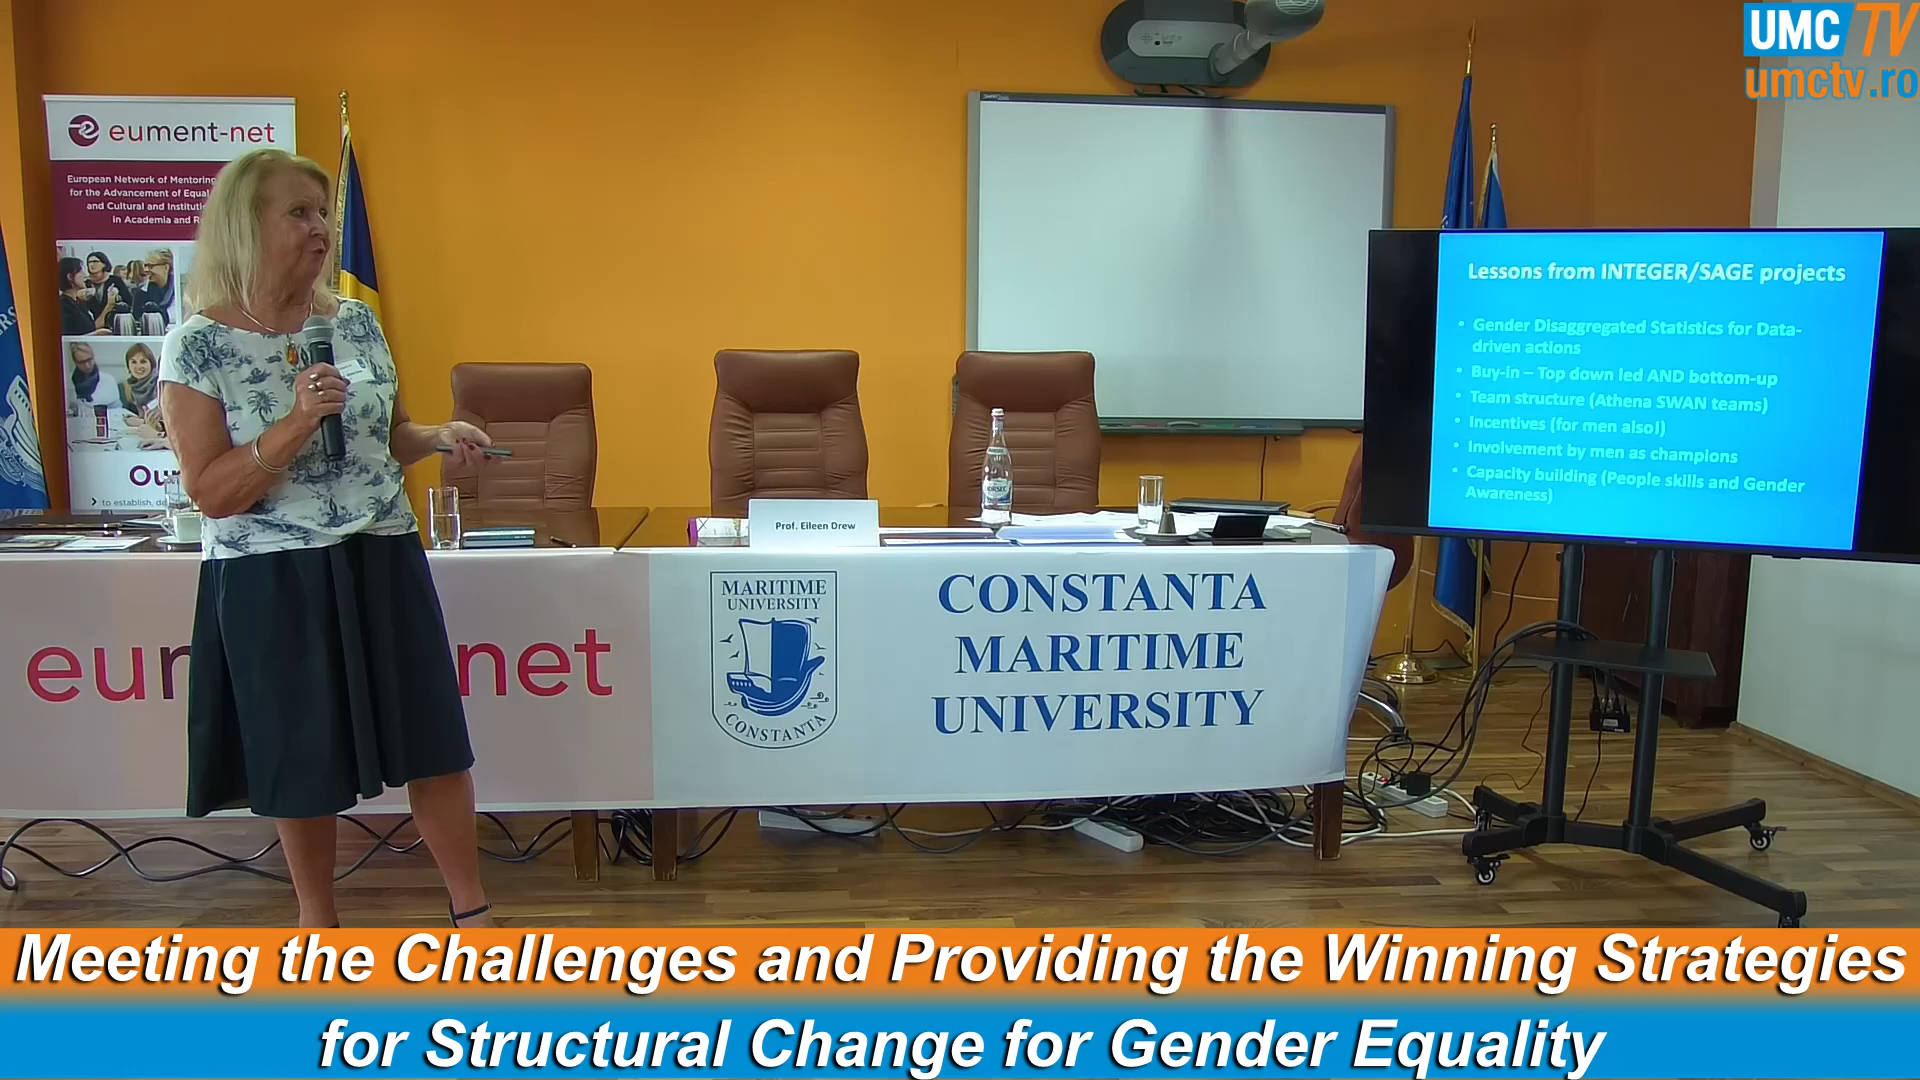 UMC TV
umctv.ro
eument-net
European Network of Mentoring
for the Advancement of Equal
and Cultural and Institutio
in Academia and R
Ou
to establish, de
Lessons from INTEGER/SAGE projects
• Gender Disaggregated Statistics for Data-
driven actions
• Buy-in – Top down led AND bottom-up
• Team structure (Athena SWAN teams)
• Incentives (for men also!)
• Involvement by men as champions
• Capacity building (People skills and Gender
Awareness)
Prof. Eileen Drew
eu net
MARITIME
UNIVERSITY
CONSTANTA
CONSTANTA
MARITIME
UNIVERSITY
Meeting the Challenges and Providing the Winning Strategies
for Structural Change for Gender Equality